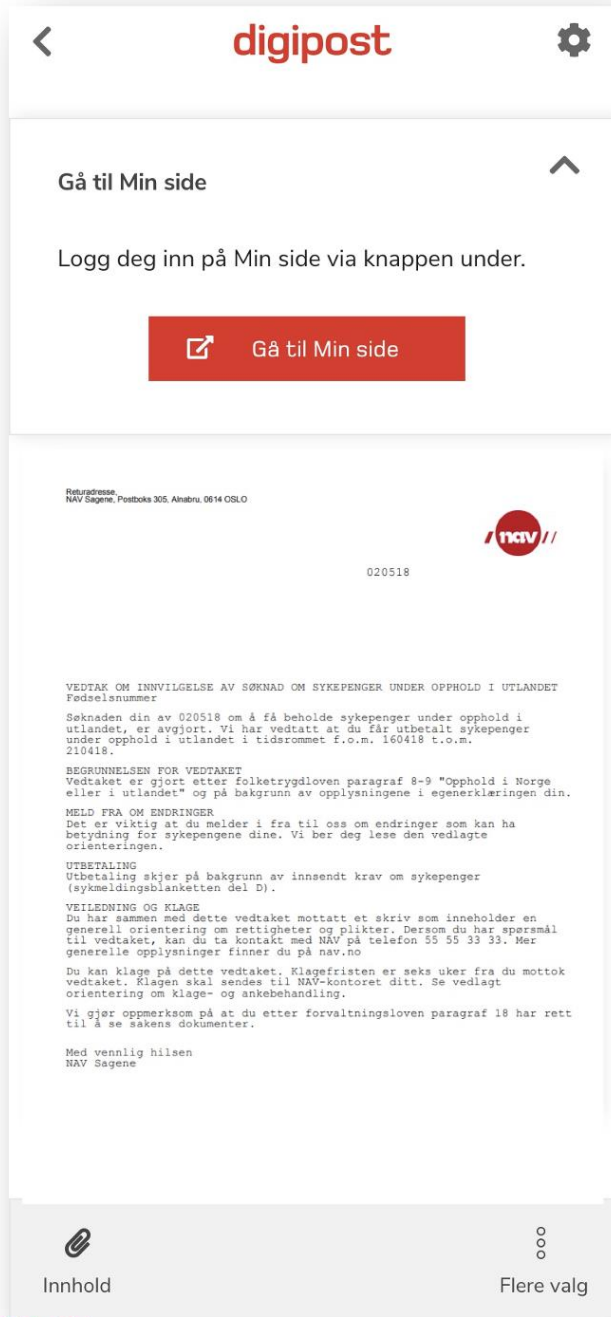 digipost
Gå til Min side
Logg deg inn på Min side via knappen under.
Gå til Min side
Returadresse,
NAV Sagene, Postboks 305, Alnabru, 0614 OSLO
nav
020518
VEDTAK OM INNVILGELSE AV SØKNAD OM SYKEPENGER UNDER OPPHOLD I UTLANDET
Fødselsnummer
Søknaden din av 020518 om å få beholde sykepenger under opphold i
utlandet, er avgjort. Vi har vedtatt at du får utbetalt sykepenger
under opphold i utlandet i tidsrommet f.o.m. 160418 t.o.m.
210418.
BEGRUNNELSEN FOR VEDTAKET
Vedtaket er gjort etter folketrygdloven paragraf 8-9 "Opphold i Norge
eller i utlandet" og på bakgrunn av opplysningene i egenerklæringen din.
MELD FRA OM ENDRINGER
Det er viktig at du melder i fra til oss om endringer som kan ha
betydning for sykepengene dine. Vi ber deg lese den vedlagte
orienteringen.
UTBETALING
Utbetaling skjer på bakgrunn av innsendt krav om sykepenger
(sykmeldingsblanketten del D).
VEILEDNING OG KLAGE
Du har sammen med dette vedtaket mottatt et skriv som inneholder en
generell orientering om rettigheter og plikter. Dersom du har spørsmål
til vedtaket, kan du ta kontakt med NAV på telefon 55 55 33 33. Mer
generelle opplysninger finner du på nav.no
Du kan klage på dette vedtaket. Klagefristen er seks uker fra du mottok
vedtaket. Klagen skal sendes til NAV-kontoret ditt. Se vedlagt
orientering om klage- og ankebehandling.
Vi gjør oppmerksom på at du etter forvaltningsloven paragraf 18 har rett
til å se sakens dokumenter.
Med vennlig hilsen
NAV Sagene
Innhold
Flere valg